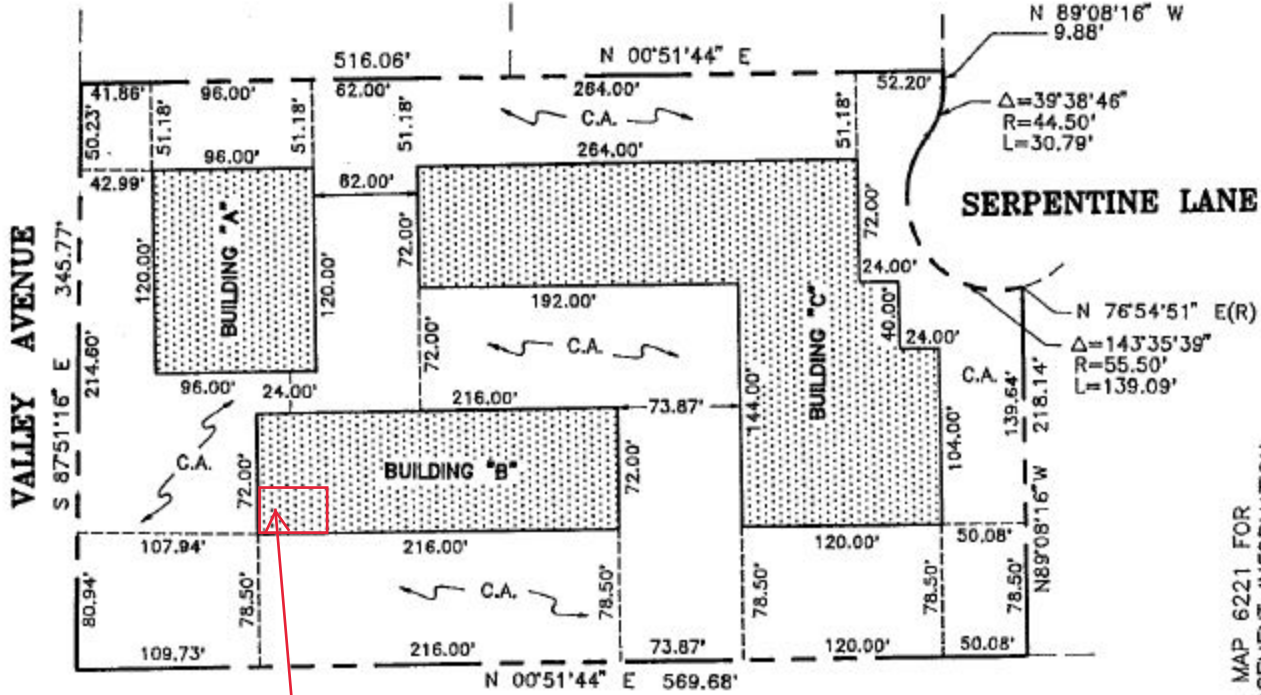 N 89°08'16" W
9.88'
516.06'
N 00°51'44" E
41.86'
96.00'
62.00'
264.00'
52.20'
50.23'
51.18'
51.18'
51.18'
C.A.
51.18'
Δ=39°38'46"
R=44.50'
L=30.79'
96.00'
264.00'
42.99'
62.00'
SERPENTINE LANE
VALLEY AVENUE
S 87°51'16" E 345.77'
120.00'
BUILDING "A"
120.00'
72.00'
72.00'
24.00'
192.00'
N 76°54'51" E(R)
214.60'
72.00'
C.A.
BUILDING "C"
40.00'
24.00'
Δ=143°35'39"
R=55.50'
L=139.09'
96.00'
24.00'
C.A.
139.64'
218.14'
216.00'
73.87'
144.00'
C.A.
72.00'
BUILDING "B"
72.00'
104.00'
N89°08'16"W
107.94'
216.00'
120.00'
50.08'
80.94'
78.50'
C.A.
78.50'
78.50'
78.50'
78.50'
109.73'
216.00'
73.87'
120.00'
50.08'
N 00°51'44" E 569.68'
MAP 6221 FOR